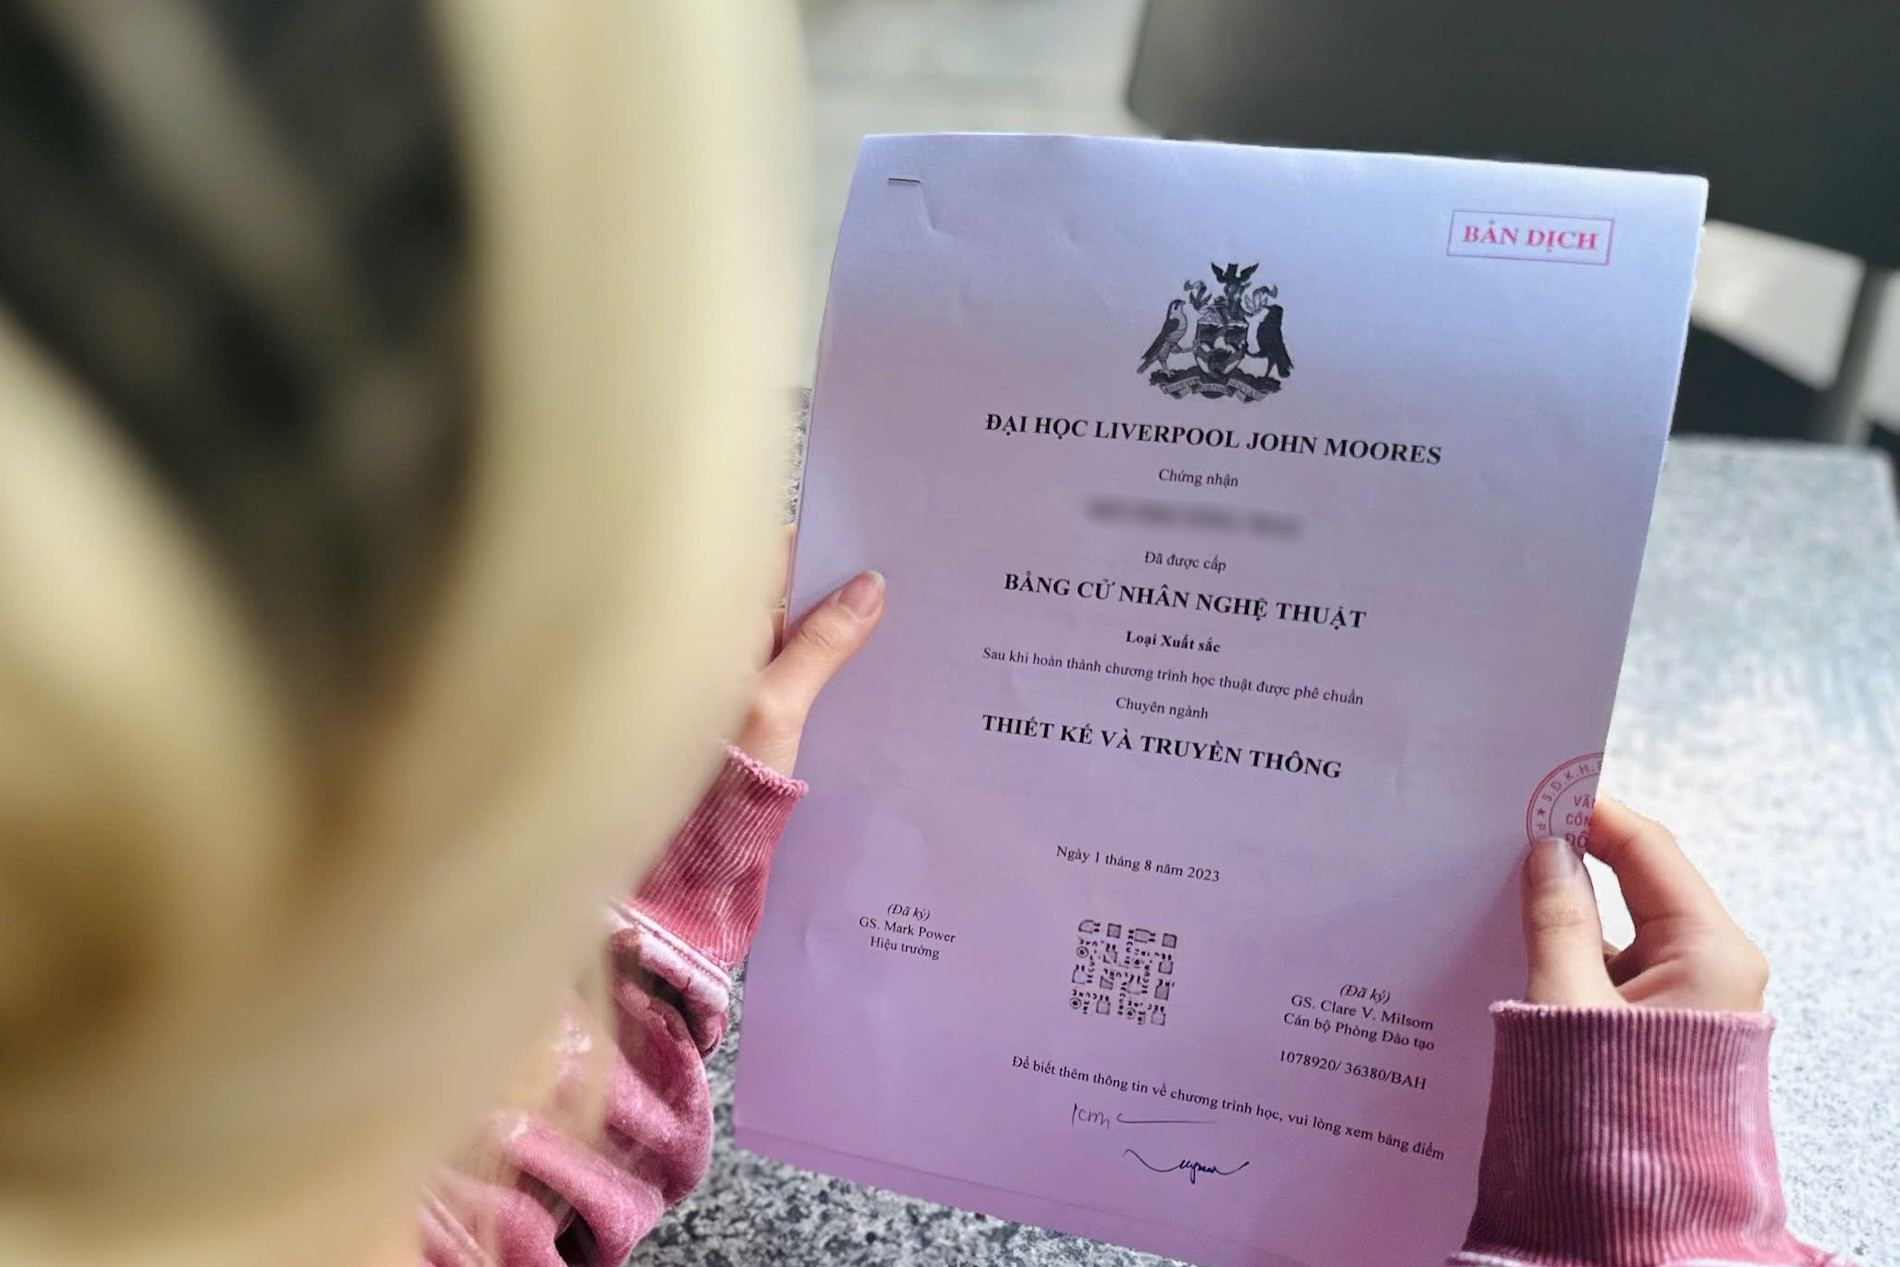 BẢN DỊCH
ĐẠI HỌC LIVERPOOL JOHN MOORES
Chứng nhận
Đã được cấp
BẰNG CỬ NHÂN NGHỆ THUẬT
Loại Xuất sắc
Sau khi hoàn thành chương trình học thuật được phê chuẩn
Chuyên ngành
THIẾT KẾ VÀ TRUYỀN THÔNG
S.Đ.K.H.
VĂ
CÔN
ĐÔ
Ngày 1 tháng 8 năm 2023
(Đã ký)
GS. Mark Power
Hiệu trưởng
(Đã ký)
GS. Clare V. Milsom
Cán bộ Phòng Đào tạo
1078920/ 36380/BAH
Để biết thêm thông tin về chương trình học, vui lòng xem bảng điểm